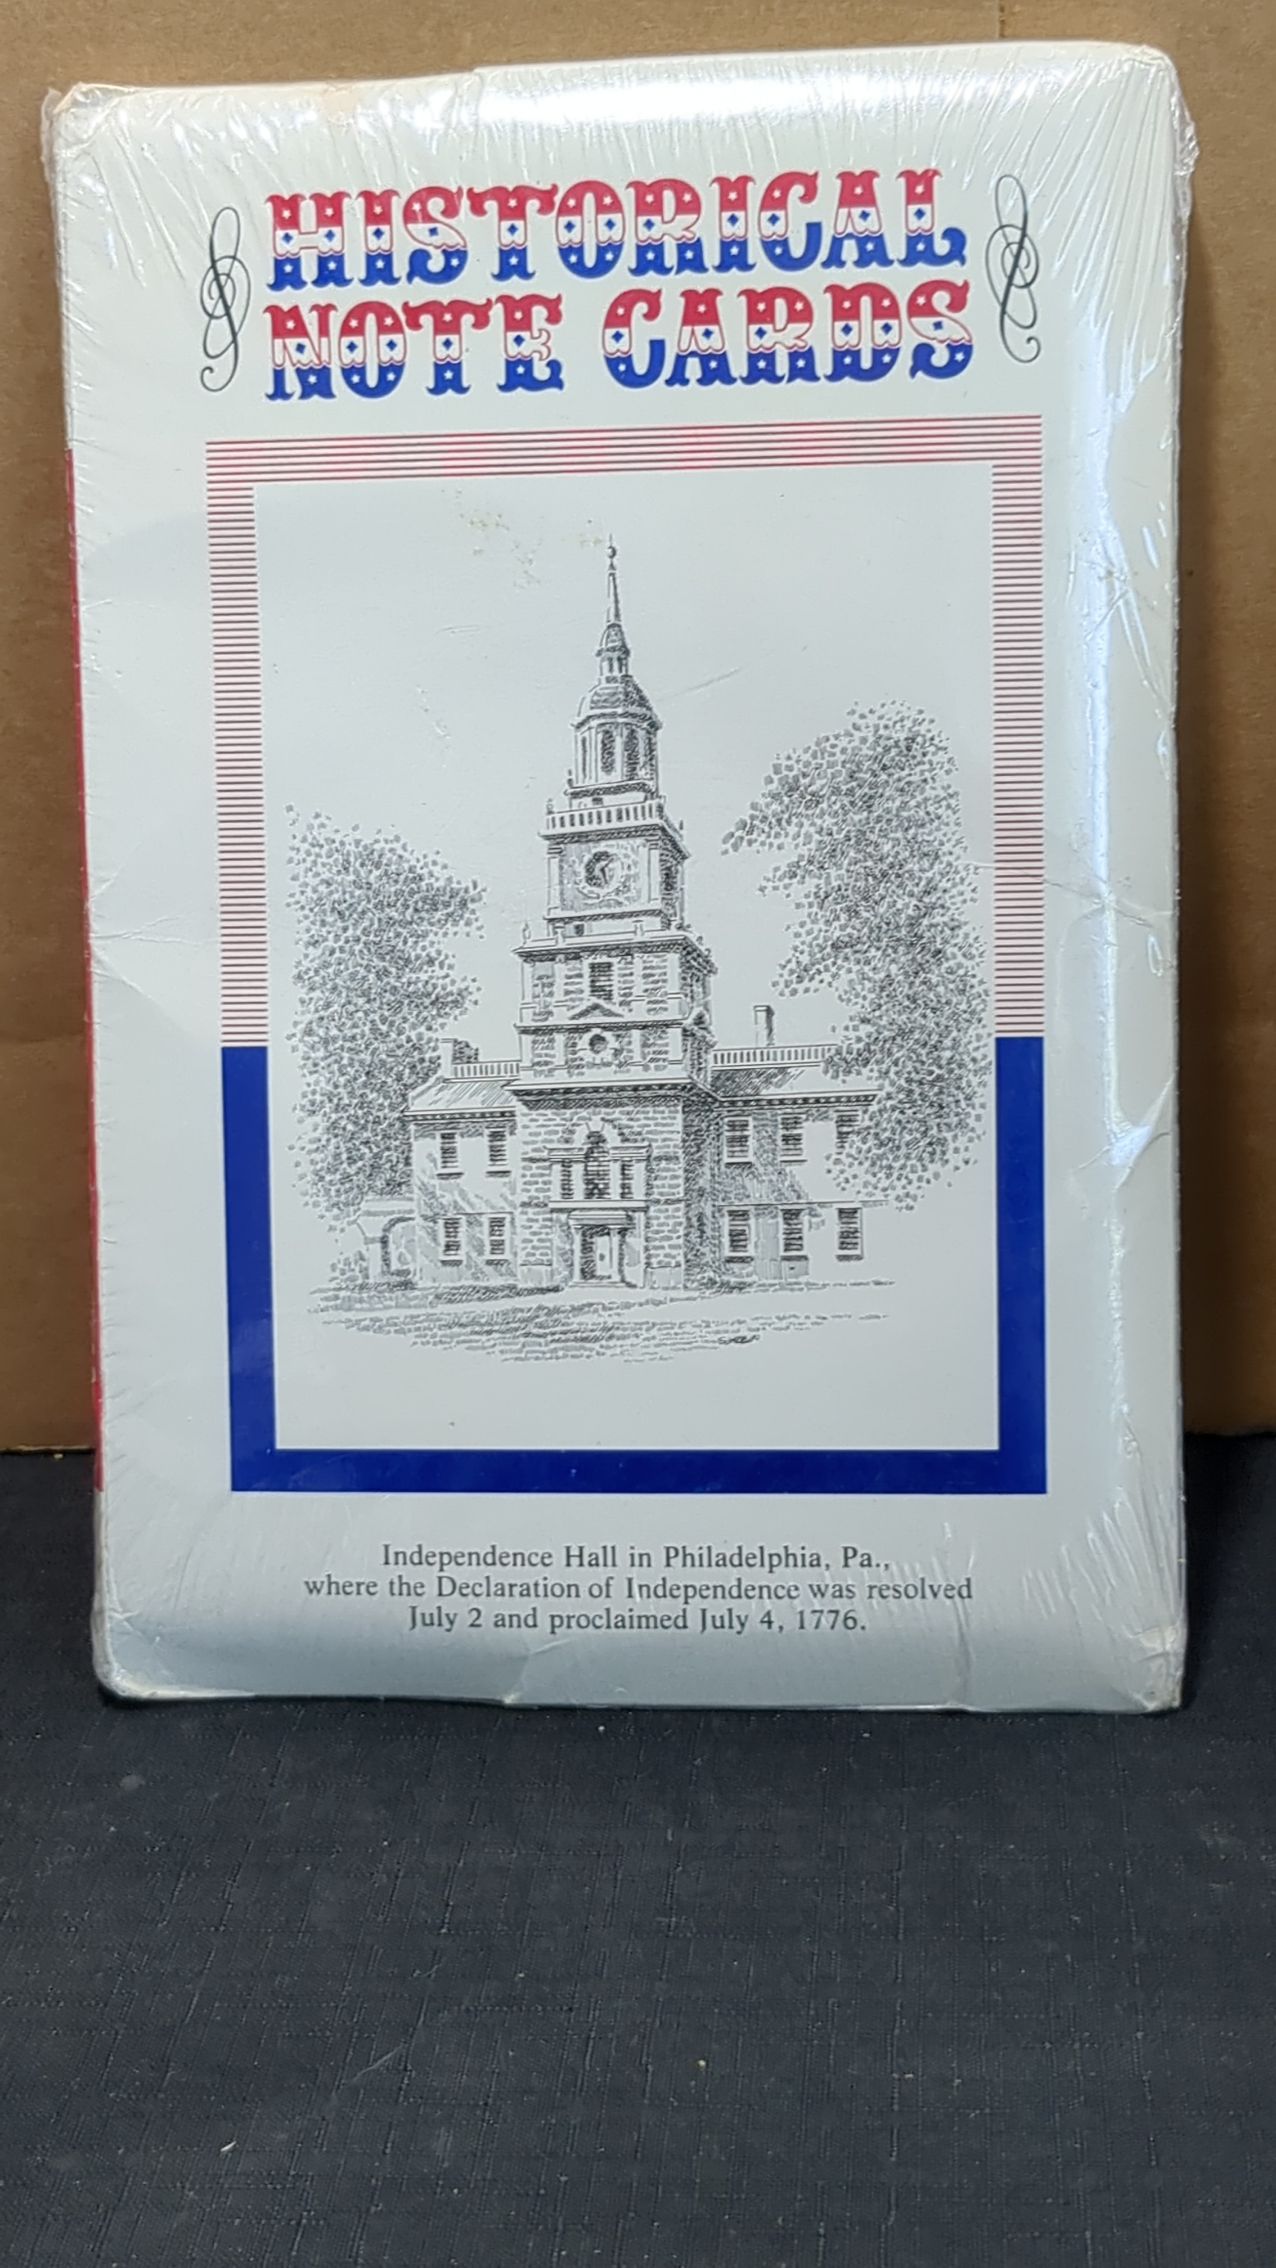 HISTORICAL
NOTE CARDS
Independence Hall in Philadelphia, Pa.,
where the Declaration of Independence was resolved
July 2 and proclaimed July 4, 1776.